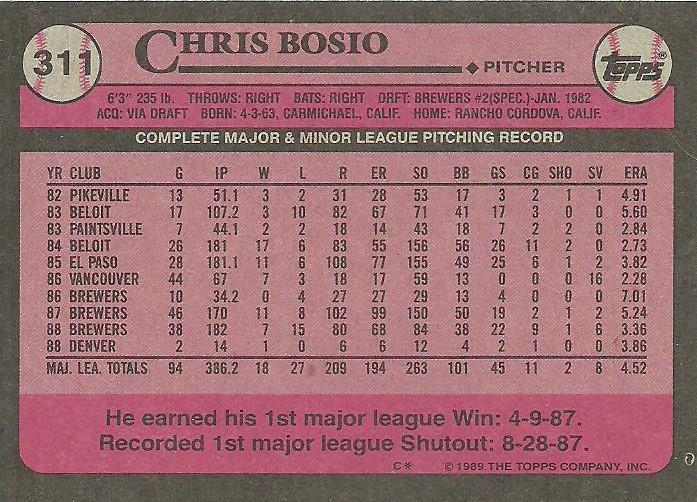 311 CHRIS BOSIO Topps®
PITCHER
6'3" 235 lb. THROWS: RIGHT BATS: RIGHT DRFT: BREWERS #2(SPEC.)-JAN. 1982
ACQ: VIA DRAFT BORN: 4-3-63, CARMICHAEL, CALIF. HOME: RANCHO CORDOVA, CALIF.
COMPLETE MAJOR & MINOR LEAGUE PITCHING RECORD
YR CLUB G IP W L R ER SO BB GS CG SHO SV ERA
82 PIKEVILLE 13 51.1 3 2 31 28 53 17 3 2 1 1 4.91
83 BELOIT 17 107.2 3 10 82 67 71 41 17 3 0 0 5.60
83 PAINTSVILLE 7 44.1 2 2 18 14 43 18 7 2 2 0 2.84
84 BELOIT 26 181 17 6 83 55 156 56 26 11 2 0 2.73
85 EL PASO 28 181.1 11 6 108 77 155 49 25 6 1 2 3.82
86 VANCOUVER 44 67 7 3 18 17 59 13 0 0 0 16 2.28
86 BREWERS 10 34.2 0 4 27 27 29 13 4 0 0 0 7.01
87 BREWERS 46 170 11 8 102 99 150 50 19 2 1 2 5.24
88 BREWERS 38 182 7 15 80 68 84 38 22 9 1 6 3.36
88 DENVER 2 14 1 0 6 6 12 4 2 1 0 0 3.86
MAJ. LEA. TOTALS 94 386.2 18 27 209 194 263 101 45 11 2 8 4.52
He earned his 1st major league Win: 4-9-87.
Recorded 1st major league Shutout: 8-28-87.
C* ©1989 THE TOPPS COMPANY, INC.